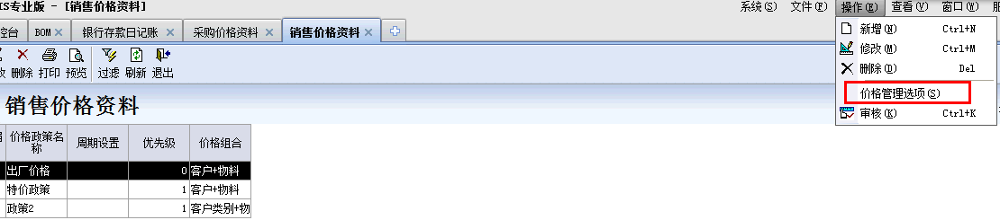 IS专业版 - [销售价格资料]
系统(S) 文件(F) 操作(E) 查看(V) 窗口(W)
控台 BOM 银行存款日记账 采购价格资料 销售价格资料
删除 打印 预览 过滤 刷新 退出
新增(N) Ctrl+N
修改(M) Ctrl+M
删除(D) Del
价格管理选项(S)
审核(K) Ctrl+K
销售价格资料
价格政策名称 周期设置 优先级 价格组合
出厂价格 0 客户+物料
特价政策 1 客户+物料
政策2 1 客户类别+物